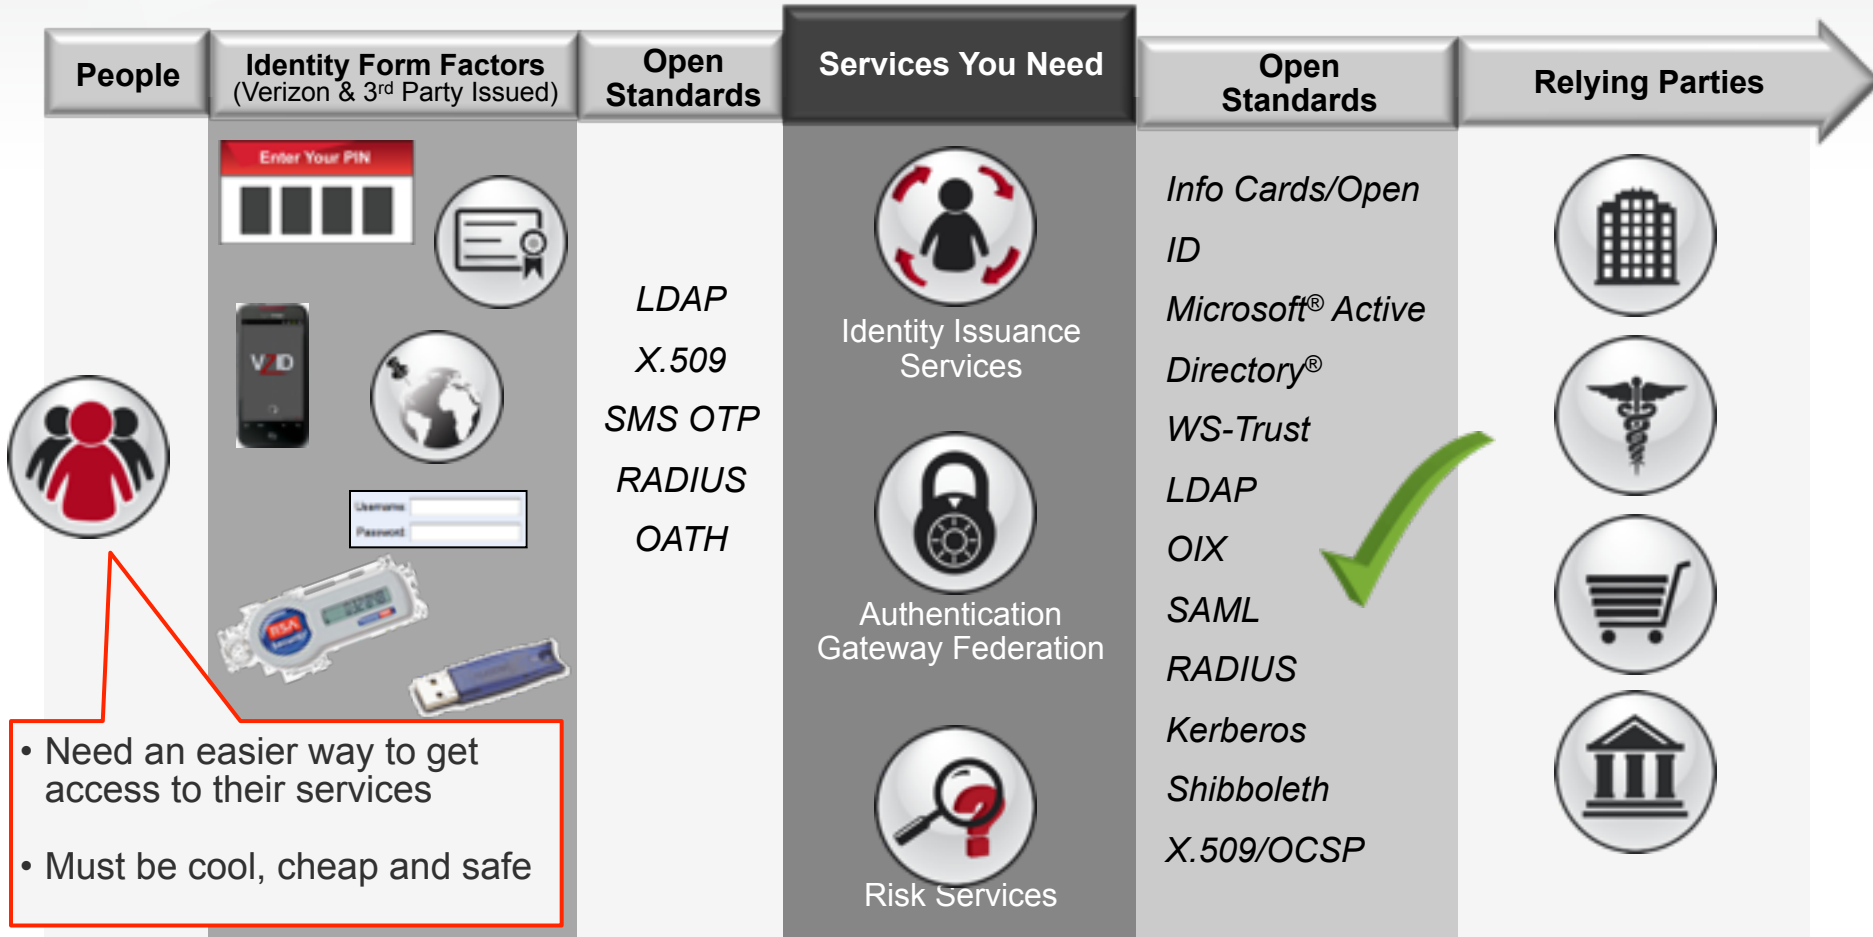 People
Identity Form Factors
(Verizon & 3rd Party Issued)
Open
Standards
Services You Need
Open
Standards
Relying Parties
Enter Your PIN
VZID
Username
Password
RSA
LDAP
X.509
SMS OTP
RADIUS
OATH
Identity Issuance
Services
Authentication
Gateway Federation
Risk Services
Info Cards/Open
ID
Microsoft® Active
Directory®
WS-Trust
LDAP
OIX
SAML
RADIUS
Kerberos
Shibboleth
X.509/OCSP
• Need an easier way to get
access to their services
• Must be cool, cheap and safe